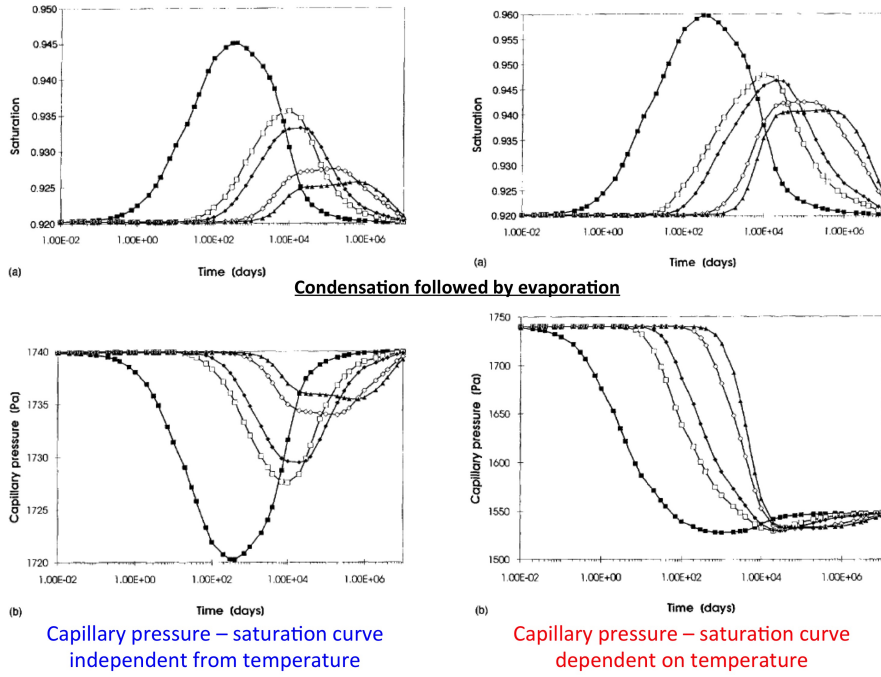 0.950
0.945
0.940
0.935
0.930
0.925
0.920
Saturation
1.00E-02 1.00E+00 1.00E+02 1.00E+04 1.00E+06
Time (days)
(a)
0.960
0.955
0.950
0.945
0.940
0.935
0.930
0.925
0.920
Saturation
1.00E-02 1.00E+00 1.00E+02 1.00E+04 1.00E+06
Time (days)
(a)
Condensation followed by evaporation
1740
1735
1730
1725
1720
Capillary pressure (Pa)
1.00E-02 1.00E+00 1.00E+02 1.00E+04 1.00E+06
Time (days)
(b)
1750
1700
1650
1600
1550
1500
Capillary pressure (Pa)
1.00E-02 1.00E+00 1.00E+02 1.00E+04 1.00E+06
Time (days)
(b)
Capillary pressure – saturation curve
independent from temperature
Capillary pressure – saturation curve
dependent on temperature